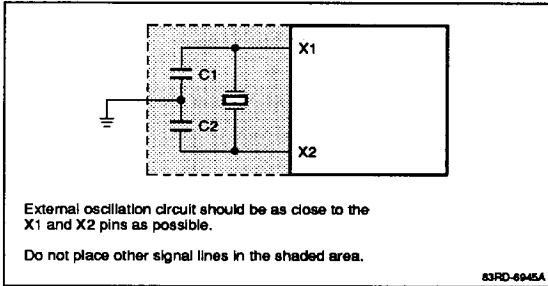 X1
C1
C2
X2
External oscillation circuit should be as close to the
X1 and X2 pins as possible.
Do not place other signal lines in the shaded area.
83RD-6945A